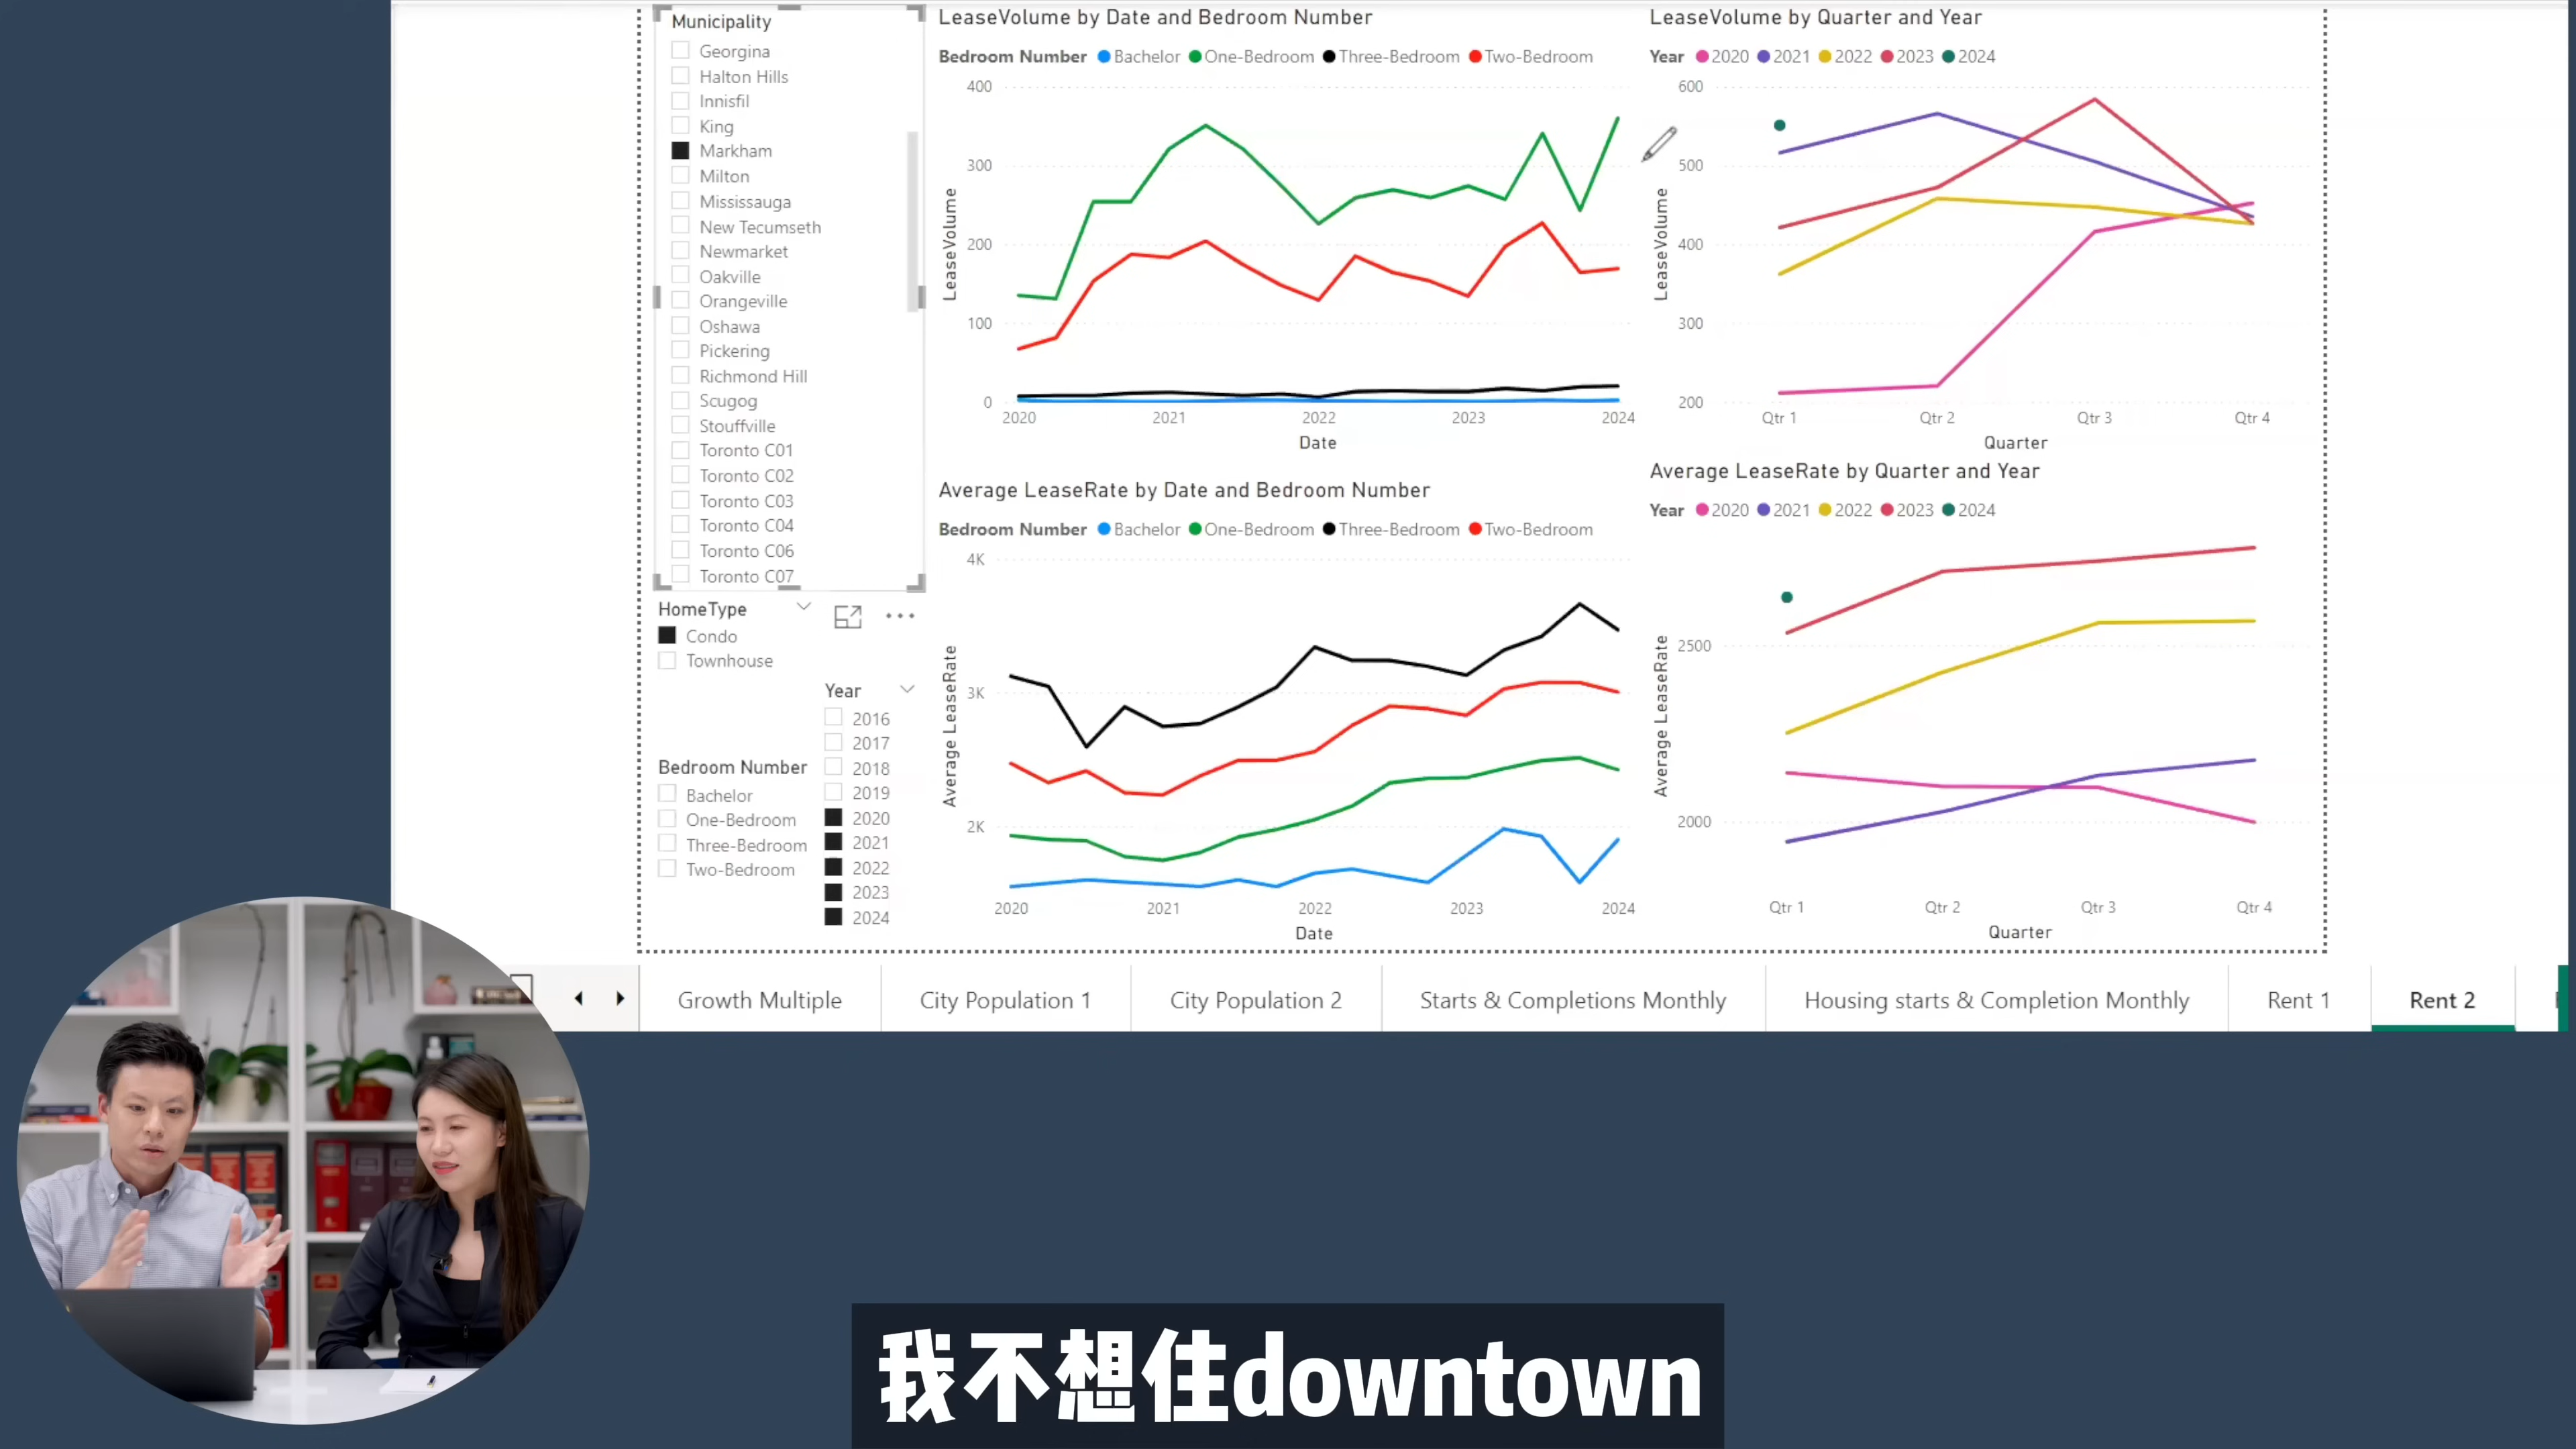 Municipality
Georgina
Halton Hills
Innisfil
King
Markham
Milton
Mississauga
New Tecumseth
Newmarket
Oakville
Orangeville
Oshawa
Pickering
Richmond Hill
Scugog
Stouffville
Toronto C01
Toronto C02
Toronto C03
Toronto C04
Toronto C06
Toronto C07
HomeType
Condo
Townhouse
Bedroom Number
Bachelor
One-Bedroom
Three-Bedroom
Two-Bedroom
Year
2016
2017
2018
2019
2020
2021
2022
2023
2024
LeaseVolume by Date and Bedroom Number
Bedroom Number Bachelor One-Bedroom Three-Bedroom Two-Bedroom
LeaseVolume
400
300
200
100
0
2020 2021 2022 2023 2024
Date
LeaseVolume by Quarter and Year
Year 2020 2021 2022 2023 2024
LeaseVolume
600
500
400
300
200
Qtr 1 Qtr 2 Qtr 3 Qtr 4
Quarter
Average LeaseRate by Date and Bedroom Number
Bedroom Number Bachelor One-Bedroom Three-Bedroom Two-Bedroom
Average LeaseRate
4K
3K
2K
2020 2021 2022 2023 2024
Date
Average LeaseRate by Quarter and Year
Year 2020 2021 2022 2023 2024
Average LeaseRate
2500
2000
Qtr 1 Qtr 2 Qtr 3 Qtr 4
Quarter
Growth Multiple City Population 1 City Population 2 Starts & Completions Monthly Housing starts & Completion Monthly Rent 1 Rent 2
我不想住downtown